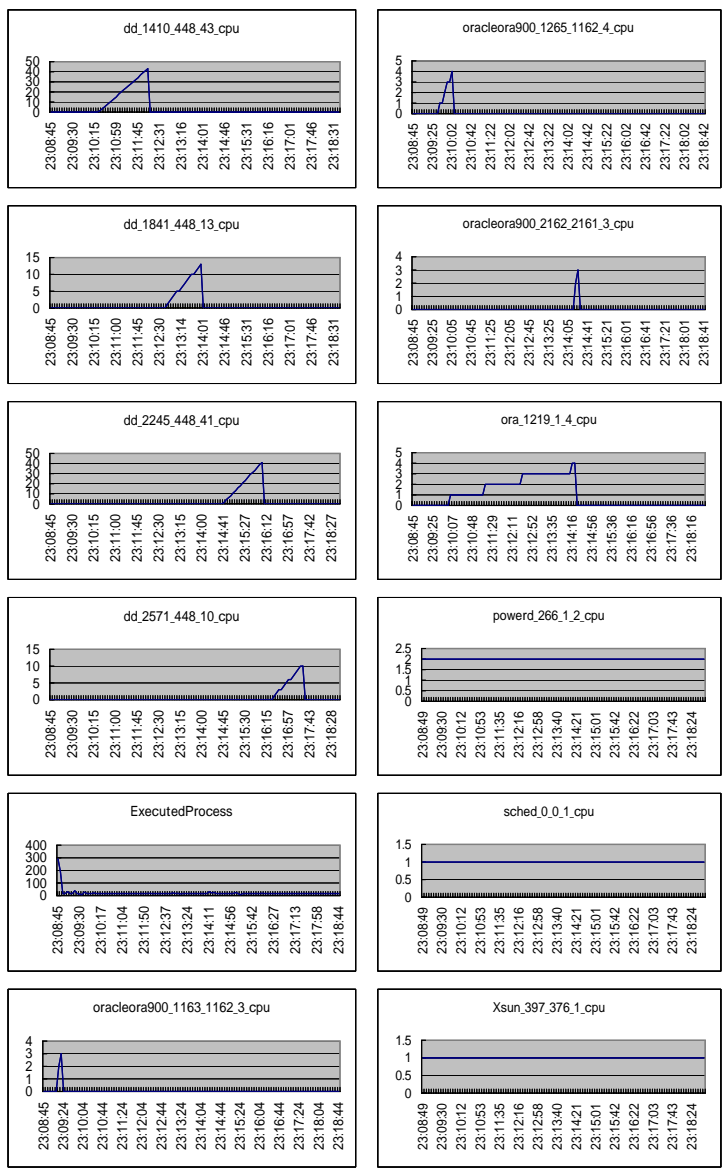 dd_1410_448_43_cpu
50
40
30
20
10
0
23:08:45 23:09:30 23:10:15 23:10:59 23:11:45 23:12:31 23:13:16 23:14:01 23:14:46 23:15:31 23:16:16 23:17:01 23:17:46 23:18:31
oracleora900_1265_1162_4_cpu
5
4
3
2
1
0
23:08:45 23:09:25 23:10:02 23:10:42 23:11:22 23:12:02 23:12:42 23:13:22 23:14:02 23:14:42 23:15:22 23:16:02 23:16:42 23:17:22 23:18:02 23:18:42
dd_1841_448_13_cpu
15
10
5
0
23:08:45 23:09:30 23:10:15 23:11:00 23:11:45 23:12:30 23:13:14 23:14:01 23:14:46 23:15:31 23:16:16 23:17:01 23:17:46 23:18:31
oracleora900_2162_2161_3_cpu
4
3
2
1
0
23:08:45 23:09:25 23:10:05 23:10:45 23:11:25 23:12:05 23:12:45 23:13:25 23:14:05 23:14:41 23:15:21 23:16:01 23:16:41 23:17:21 23:18:01 23:18:41
dd_2245_448_41_cpu
50
40
30
20
10
0
23:08:45 23:09:30 23:10:15 23:11:00 23:11:45 23:12:30 23:13:15 23:14:00 23:14:41 23:15:27 23:16:12 23:16:57 23:17:42 23:18:27
ora_1219_1_4_cpu
5
4
3
2
1
0
23:08:45 23:09:25 23:10:07 23:10:48 23:11:29 23:12:11 23:12:52 23:13:35 23:14:16 23:14:56 23:15:36 23:16:16 23:16:56 23:17:36 23:18:16
dd_2571_448_10_cpu
15
10
5
0
23:08:45 23:09:30 23:10:15 23:11:00 23:11:45 23:12:30 23:13:15 23:14:00 23:14:45 23:15:30 23:16:15 23:16:57 23:17:43 23:18:28
powerd_266_1_2_cpu
2.5
2
1.5
1
0.5
0
23:08:49 23:09:30 23:10:12 23:10:53 23:11:35 23:12:16 23:12:58 23:13:40 23:14:21 23:15:01 23:15:42 23:16:22 23:17:03 23:17:43 23:18:24
ExecutedProcess
400
300
200
100
0
23:08:45 23:09:30 23:10:17 23:11:04 23:11:50 23:12:37 23:13:24 23:14:11 23:14:56 23:15:42 23:16:27 23:17:13 23:17:58 23:18:44
sched_0_0_1_cpu
1.5
1
0.5
0
23:08:49 23:09:30 23:10:12 23:10:53 23:11:35 23:12:16 23:12:58 23:13:40 23:14:21 23:15:01 23:15:42 23:16:22 23:17:03 23:17:43 23:18:24
oracleora900_1163_1162_3_cpu
4
3
2
1
0
23:08:45 23:09:24 23:10:04 23:10:44 23:11:24 23:12:04 23:12:44 23:13:24 23:14:04 23:14:44 23:15:24 23:16:04 23:16:44 23:17:24 23:18:04 23:18:44
Xsun_397_376_1_cpu
1.5
1
0.5
0
23:08:49 23:09:30 23:10:12 23:10:53 23:11:35 23:12:16 23:12:58 23:13:40 23:14:21 23:15:01 23:15:42 23:16:22 23:17:03 23:17:43 23:18:24